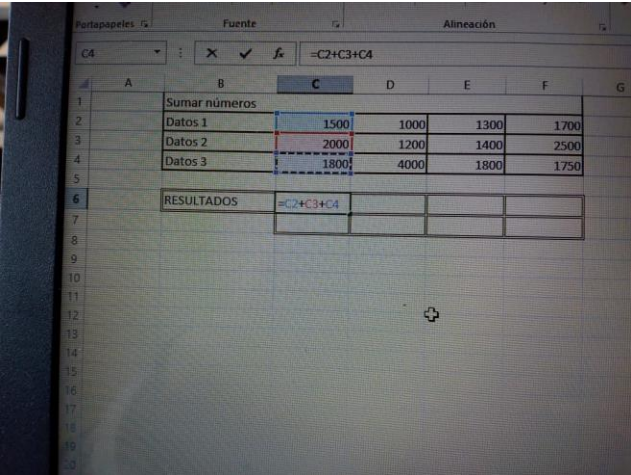 Portapapeles Fuente Alineación
C4 fx =C2+C3+C4
A B C D E F G
1 Sumar números
2 Datos 1 1500 1000 1300 1700
3 Datos 2 2000 1200 1400 2500
4 Datos 3 1800 4000 1800 1750
5
6 RESULTADOS =C2+C3+C4
7
8
9
10
11
12
13
14
15
16
17
18
19
20